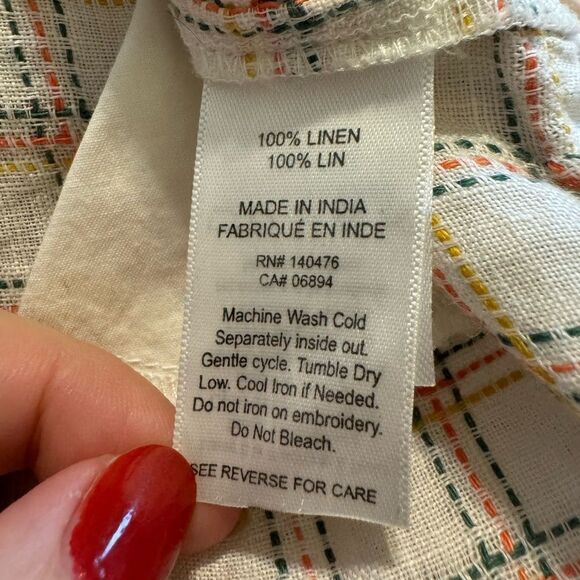 100% LINEN
100% LIN
MADE IN INDIA
FABRIQUÉ EN INDE
RN# 140476
CA# 06894
Machine Wash Cold
Separately inside out.
Gentle cycle. Tumble Dry
Low. Cool Iron if Needed.
Do not iron on embroidery.
Do Not Bleach.
SEE REVERSE FOR CARE